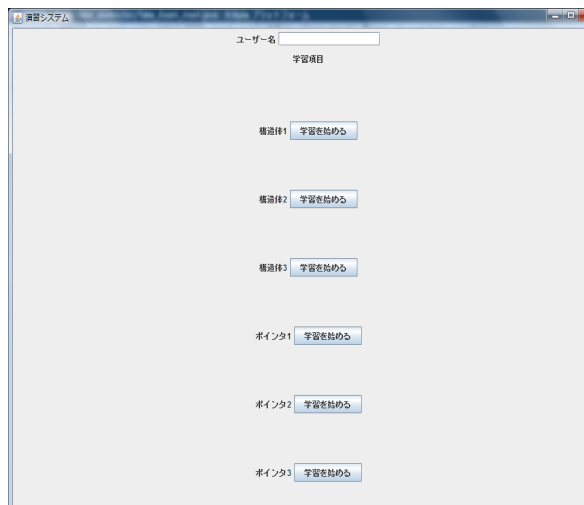 演習システム
ユーザー名
学習項目
構造体1 学習を始める
構造体2 学習を始める
構造体3 学習を始める
ポインタ1 学習を始める
ポインタ2 学習を始める
ポインタ3 学習を始める